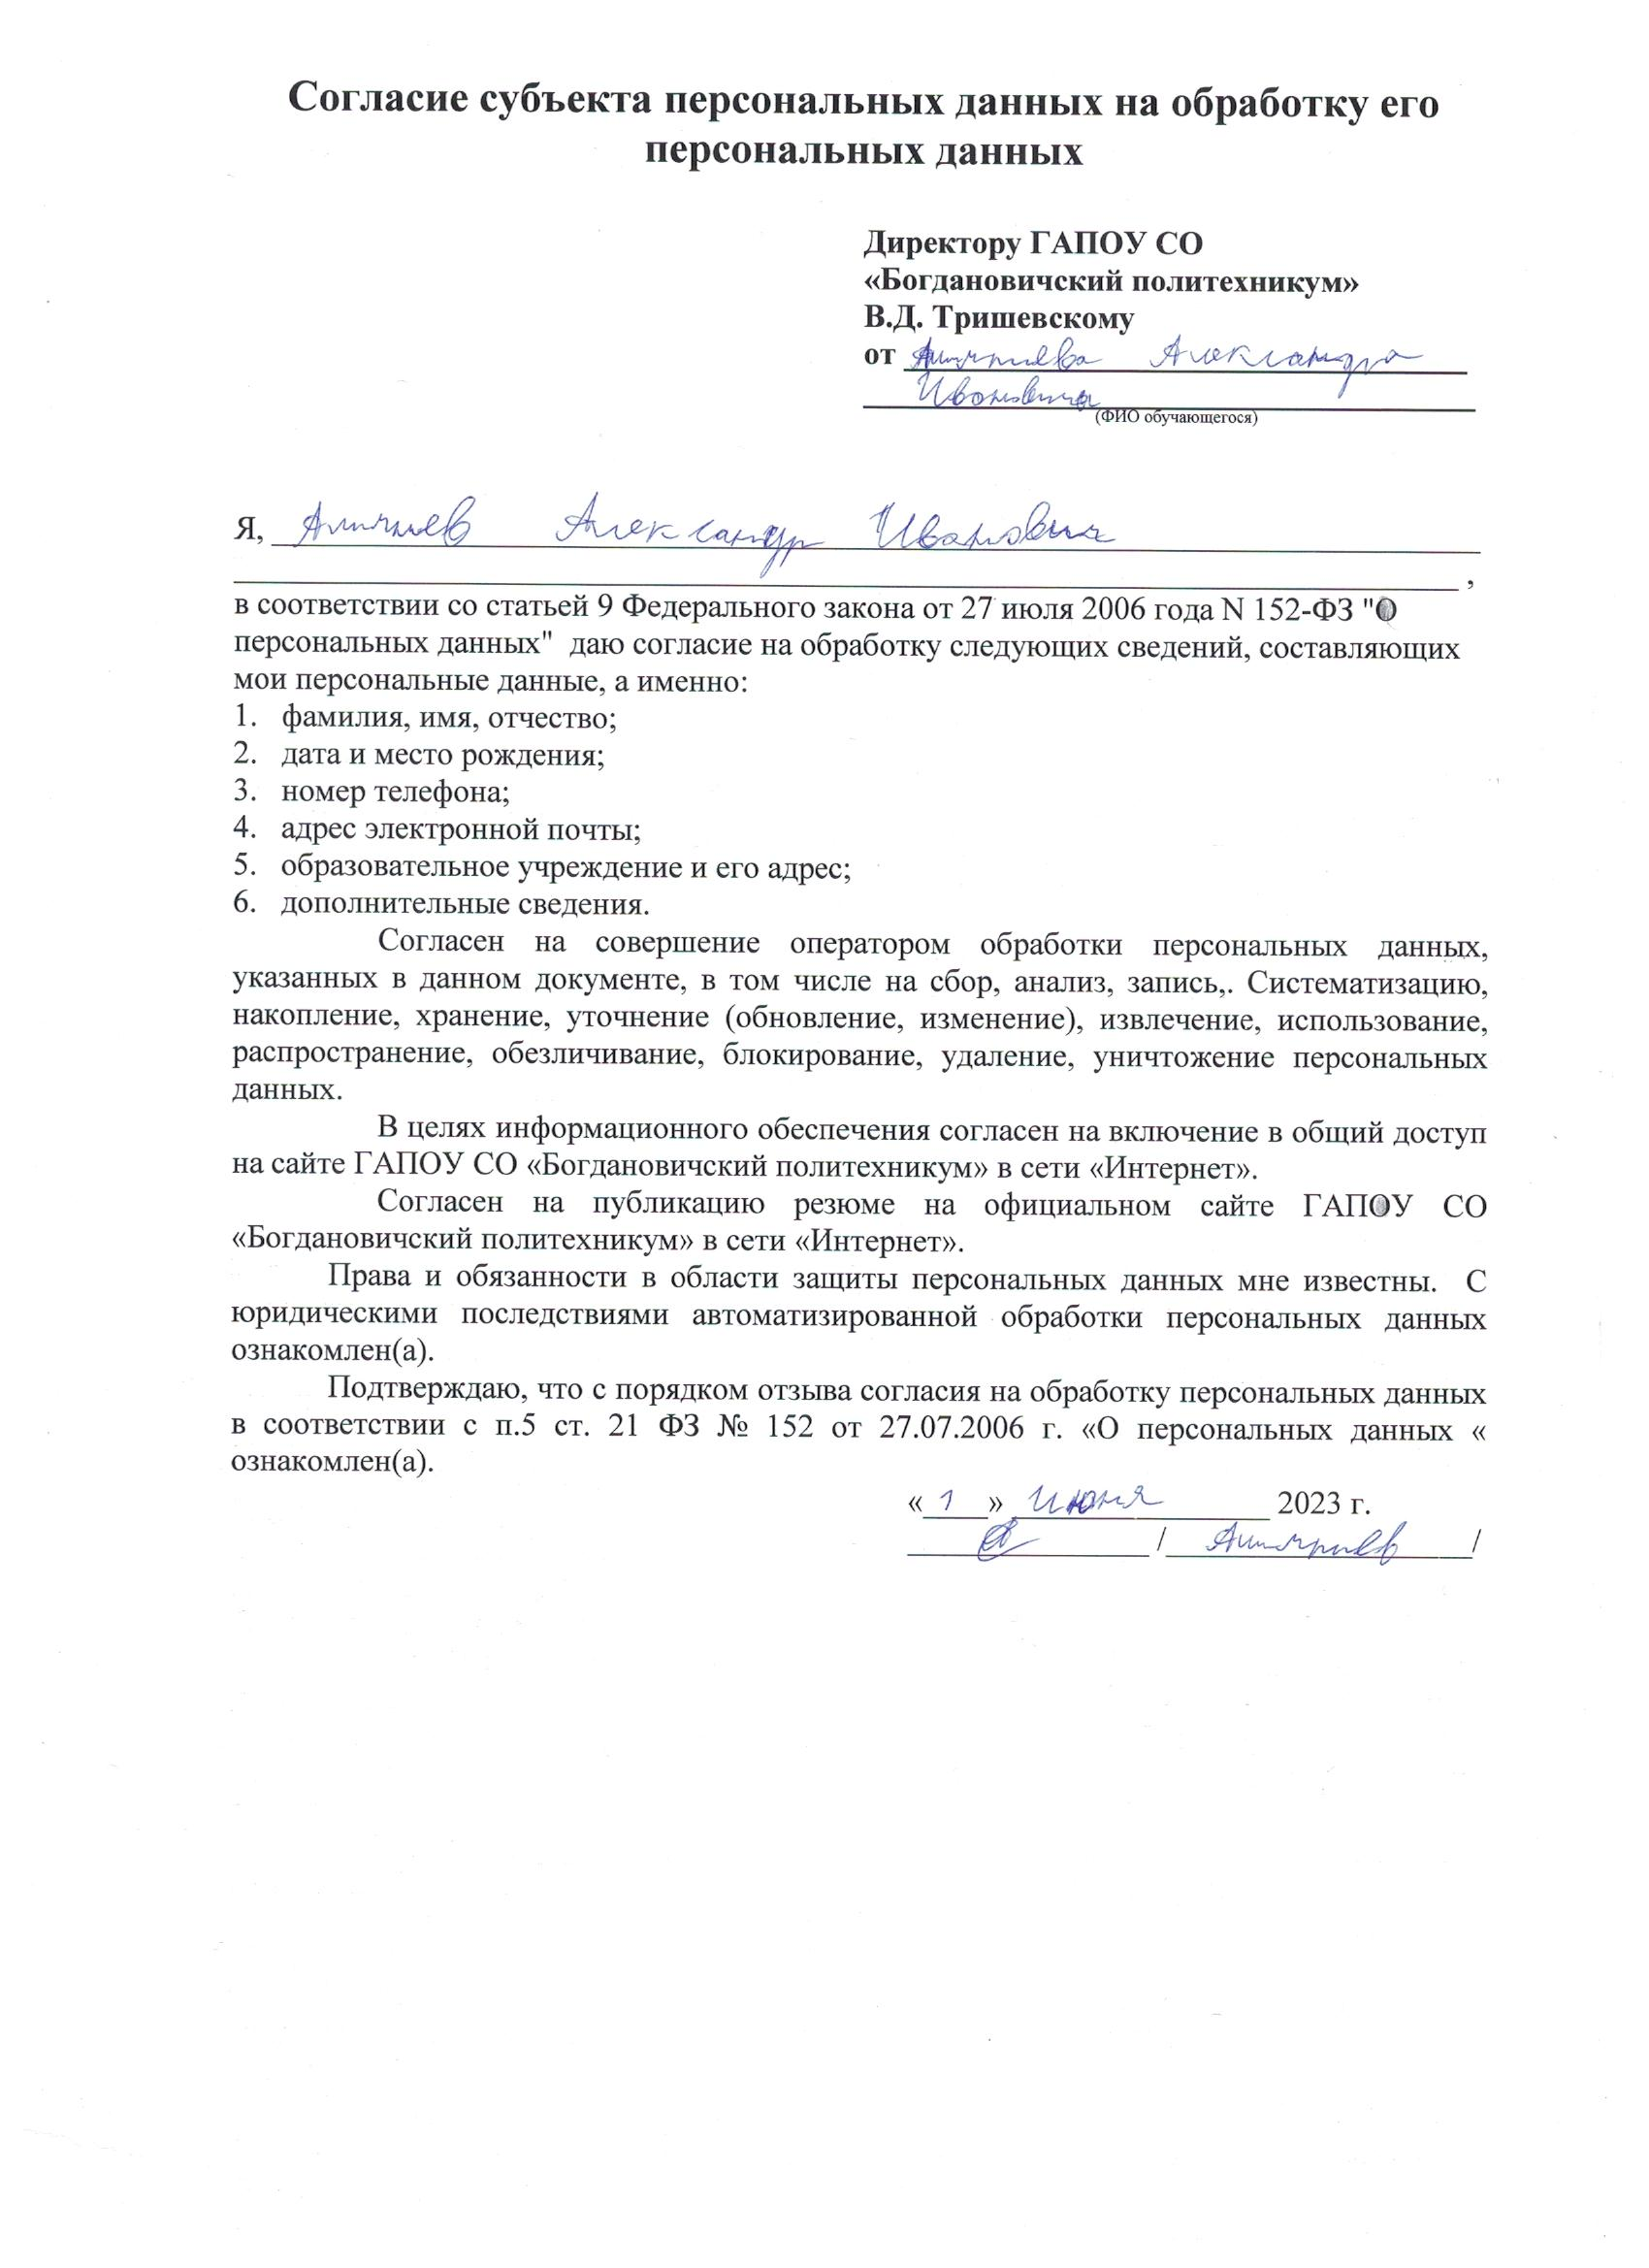 Согласие субъекта персональных данных на обработку его
персональных данных
Директору ГАПОУ СО
«Богдановичский политехникум»
В.Д. Тришевскому
от Александра
Ивановича
(ФИО обучающегося)
Я, Александр Иванович
,
в соответствии со статьей 9 Федерального закона от 27 июля 2006 года N 152-ФЗ "О
персональных данных" даю согласие на обработку следующих сведений, составляющих
мои персональные данные, а именно:
1. фамилия, имя, отчество;
2. дата и место рождения;
3. номер телефона;
4. адрес электронной почты;
5. образовательное учреждение и его адрес;
6. дополнительные сведения.
Согласен на совершение оператором обработки персональных данных,
указанных в данном документе, в том числе на сбор, анализ, запись,. Систематизацию,
накопление, хранение, уточнение (обновление, изменение), извлечение, использование,
распространение, обезличивание, блокирование, удаление, уничтожение персональных
данных.
В целях информационного обеспечения согласен на включение в общий доступ
на сайте ГАПОУ СО «Богдановичский политехникум» в сети «Интернет».
Согласен на публикацию резюме на официальном сайте ГАПОУ СО
«Богдановичский политехникум» в сети «Интернет».
Права и обязанности в области защиты персональных данных мне известны. С
юридическими последствиями автоматизированной обработки персональных данных
ознакомлен(а).
Подтверждаю, что с порядком отзыва согласия на обработку персональных данных
в соответствии с п.5 ст. 21 ФЗ № 152 от 27.07.2006 г. «О персональных данных «
ознакомлен(а).
«1» июня 2023 г.
/ /